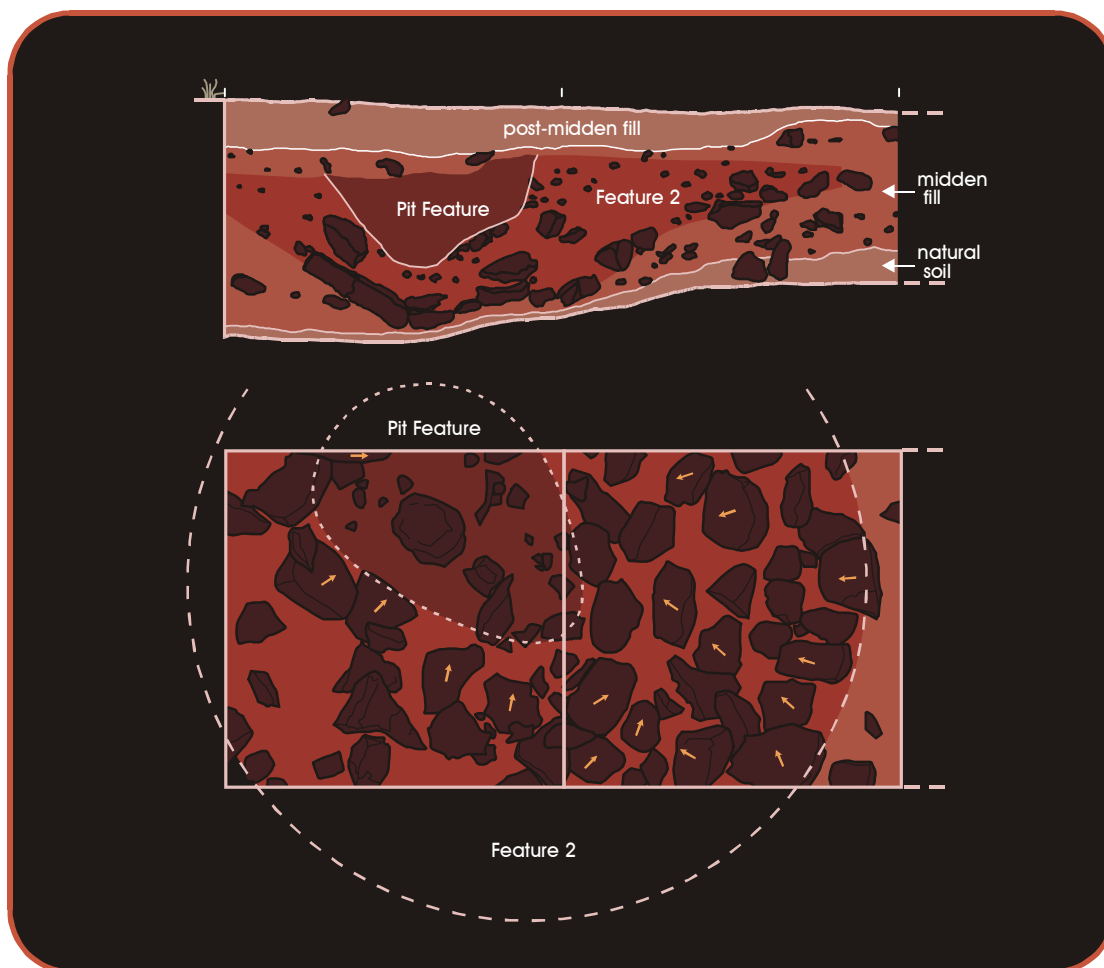 post-midden fill
Pit Feature
Feature 2
midden
fill
natural
soil
Pit Feature
Feature 2